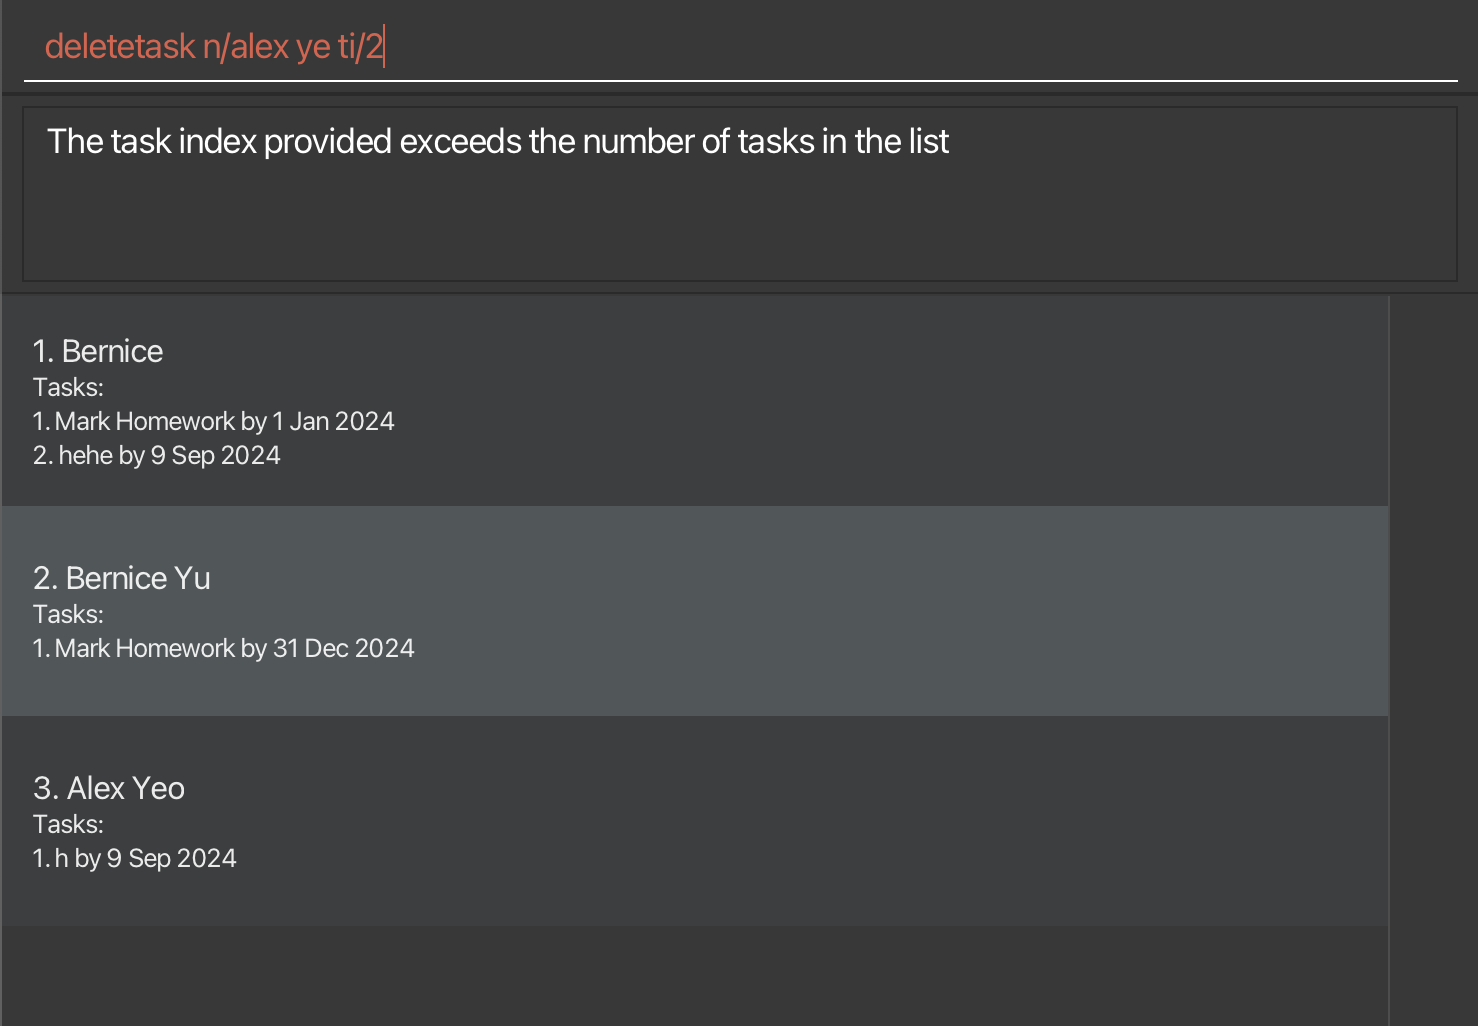 deletetask n/alex ye ti/2
The task index provided exceeds the number of tasks in the list
1. Bernice
Tasks:
1. Mark Homework by 1 Jan 2024
2. hehe by 9 Sep 2024
2. Bernice Yu
Tasks:
1. Mark Homework by 31 Dec 2024
3. Alex Yeo
Tasks:
1. h by 9 Sep 2024